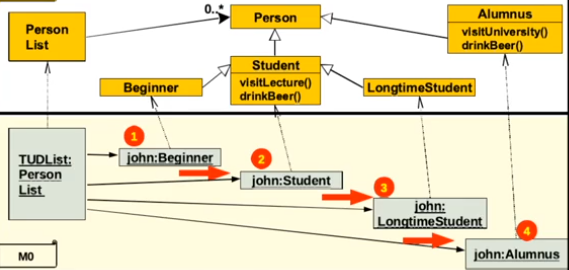 Person
List
0..*
Person
Alumnus
visitUniversity()
drinkBeer()
Student
visitLecture()
drinkBeer()
Beginner
LongtimeStudent
TUDList:
Person
List
1
john:Beginner
2
john:Student
3
john:
LongtimeStudent
4
john:Alumnus
M0